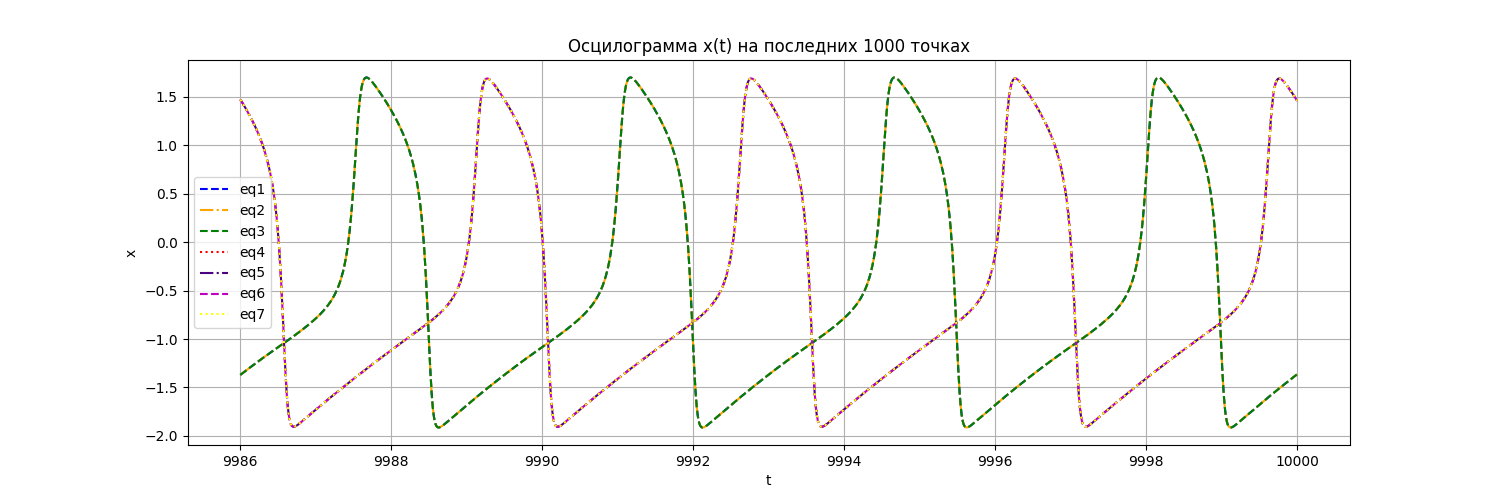 Осцилограмма x(t) на последних 1000 точках
x
1.5
1.0
0.5
0.0
−0.5
−1.0
−1.5
−2.0
eq1
eq2
eq3
eq4
eq5
eq6
eq7
9986 9988 9990 9992 9994 9996 9998 10000
t